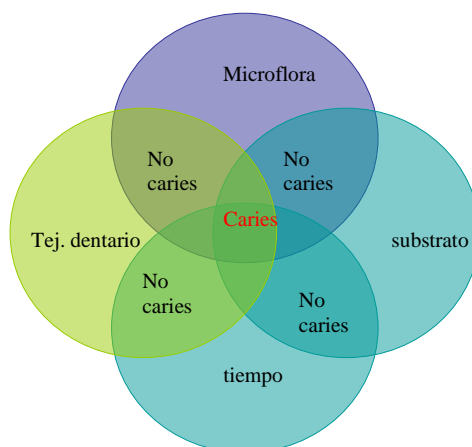 Microflora
No
caries
No
caries
Caries
Tej. dentario
substrato
No
caries
No
caries
tiempo